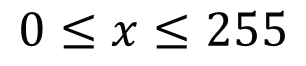 0 ≤ x ≤ 255